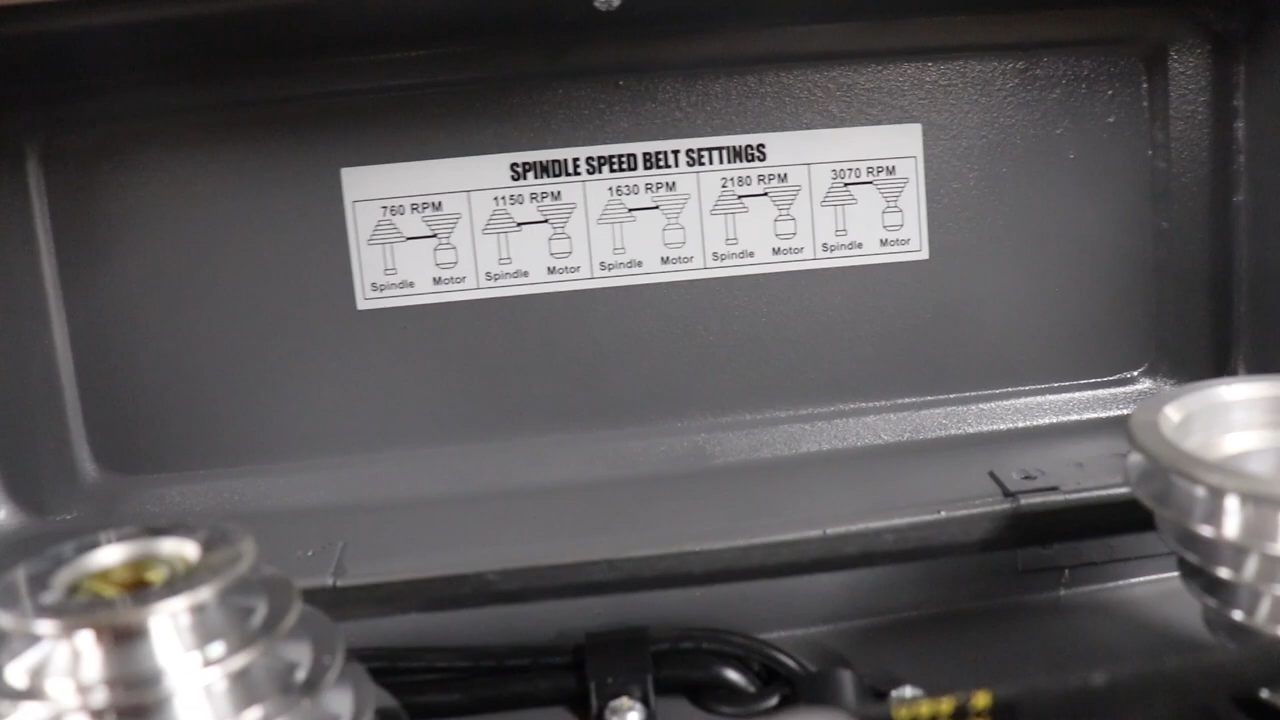 SPINDLE SPEED BELT SETTINGS
760 RPM
Spindle Motor
1150 RPM
Spindle Motor
1630 RPM
Spindle Motor
2180 RPM
Spindle Motor
3070 RPM
Spindle Motor